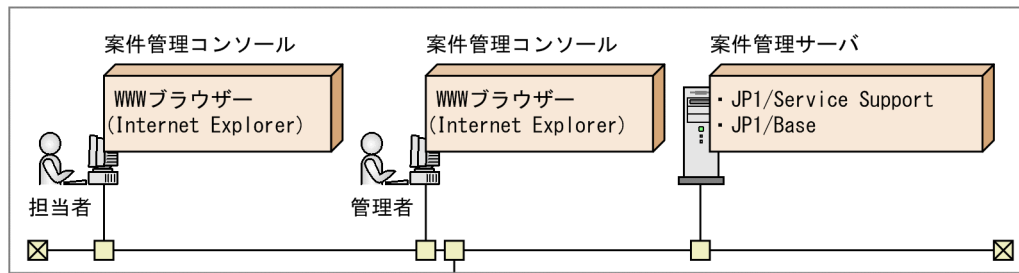 案件管理コンソール
案件管理コンソール
案件管理サーバ
WWWブラウザー
(Internet Explorer)
WWWブラウザー
(Internet Explorer)
・JP1/Service Support
・JP1/Base
担当者
管理者